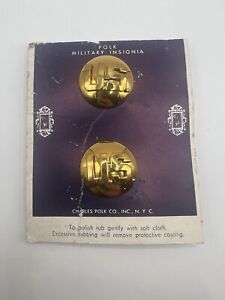 POLK
MILITARY INSIGNIA
U.S.
U.S.
CHARLES POLK CO., INC., N. Y. C.
To polish rub gently with soft cloth.
Excessive rubbing will remove protective coating.